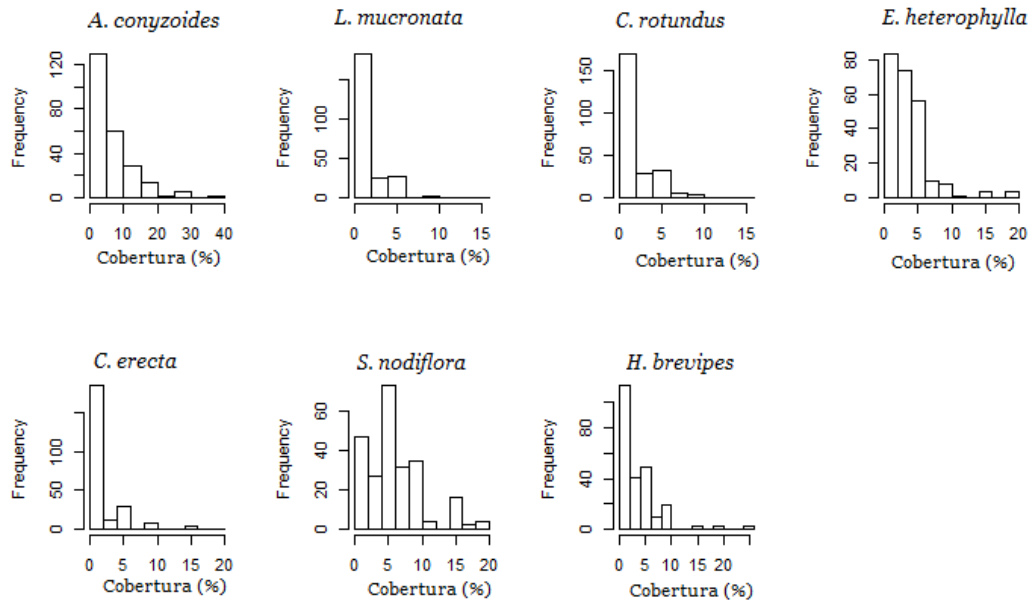 A. conyzoides
L. mucronata
C. rotundus
E. heterophylla
Frequency
0 40 80 120
0 10 20 30 40
Cobertura (%)
Frequency
0 50 100
0 5 10 15
Cobertura (%)
Frequency
0 50 100 150
0 5 10 15
Cobertura (%)
Frequency
0 20 40 60 80
0 5 10 15 20
Cobertura (%)
C. erecta
S. nodiflora
H. brevipes
Frequency
0 50 100
0 5 10 15 20
Cobertura (%)
Frequency
0 20 40 60
0 5 10 15 20
Cobertura (%)
Frequency
0 40 80
0 5 10 15 20
Cobertura (%)